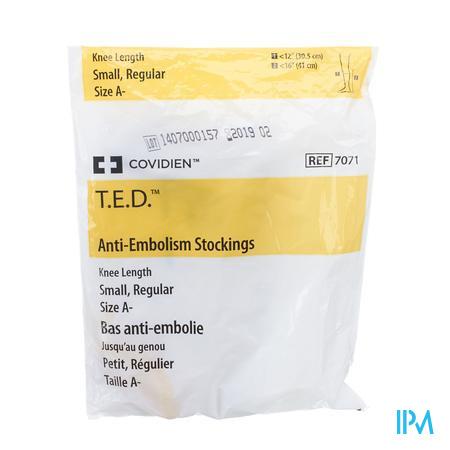 Knee Length
Small, Regular
Size A-
<12" (30.5 cm)
<16" (41 cm)
LOT 1407000157 2019 02
COVIDIEN™
REF 7071
T.E.D.™
Anti-Embolism Stockings
Knee Length
Small, Regular
Size A-
Bas anti-embolie
Jusqu'au genou
Petit, Régulier
Taille A-
IPM